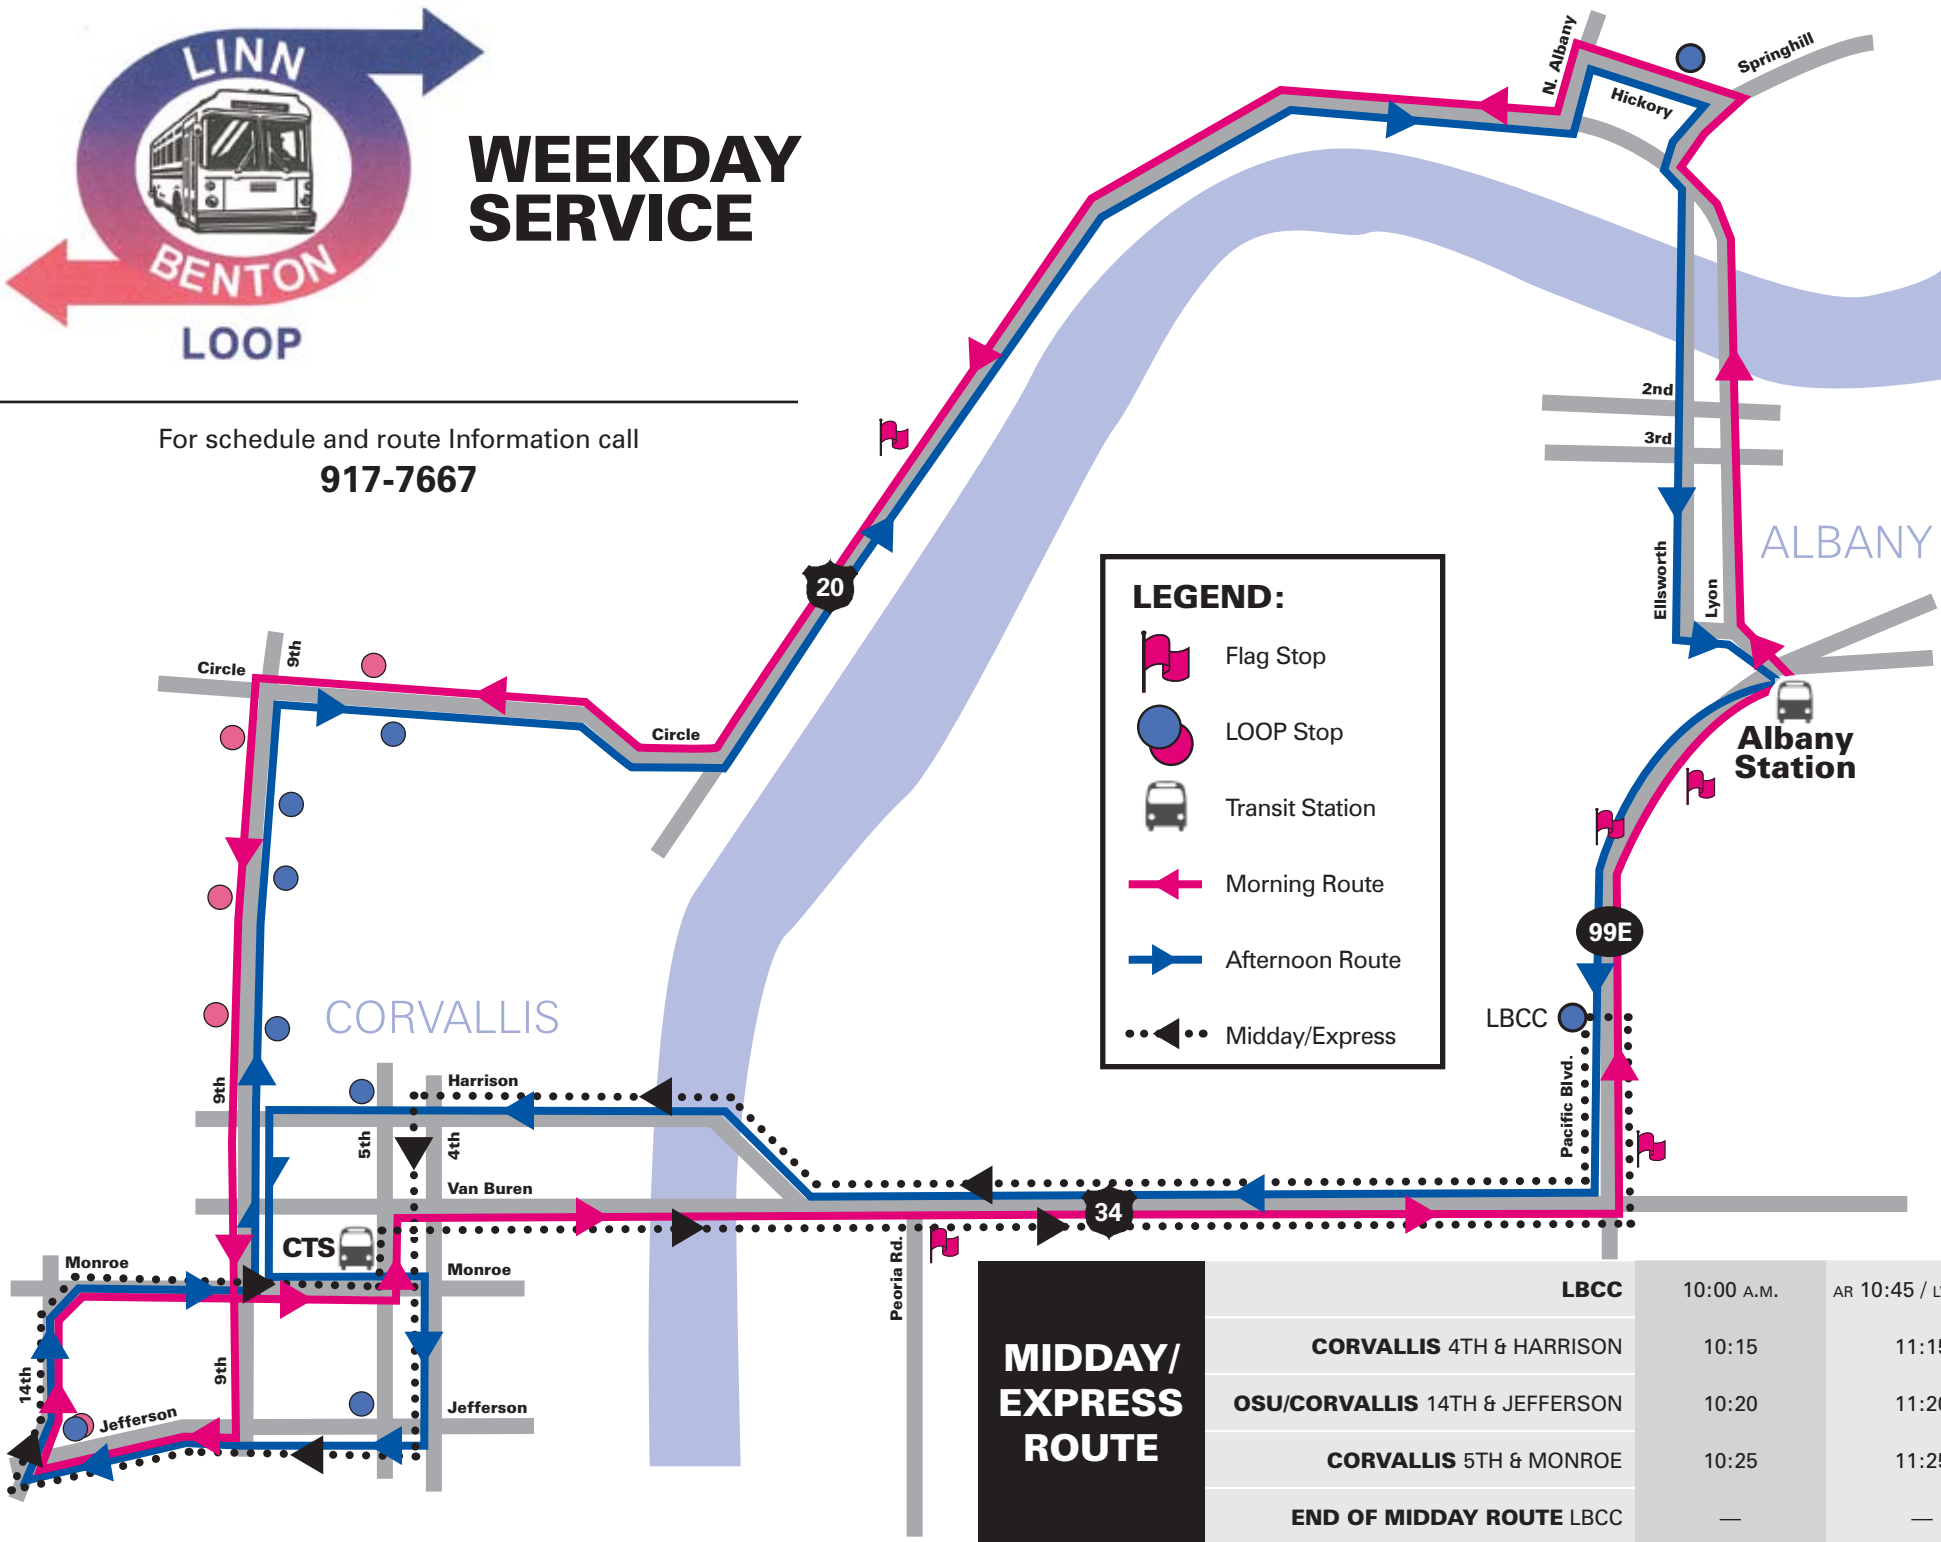 LINN
BENTON
LOOP
WEEKDAY
SERVICE
For schedule and route Information call
917-7667
N. Albany
Springhill
Hickory
2nd
3rd
Ellsworth
Lyon
ALBANY
Albany
Station
20
Circle
9th
Circle
LEGEND:
Flag Stop
LOOP Stop
Transit Station
Morning Route
Afternoon Route
Midday/Express
99E
LBCC
Pacific Blvd.
CORVALLIS
9th
Harrison
5th
4th
Van Buren
CTS
Monroe
Monroe
34
Peoria Rd.
14th
9th
Jefferson
Jefferson
MIDDAY/
EXPRESS
ROUTE
LBCC 10:00 A.M. AR 10:45 /
CORVALLIS 4TH & HARRISON 10:15
OSU/CORVALLIS 14TH & JEFFERSON 10:20
CORVALLIS 5TH & MONROE 10:25
END OF MIDDAY ROUTE LBCC — —